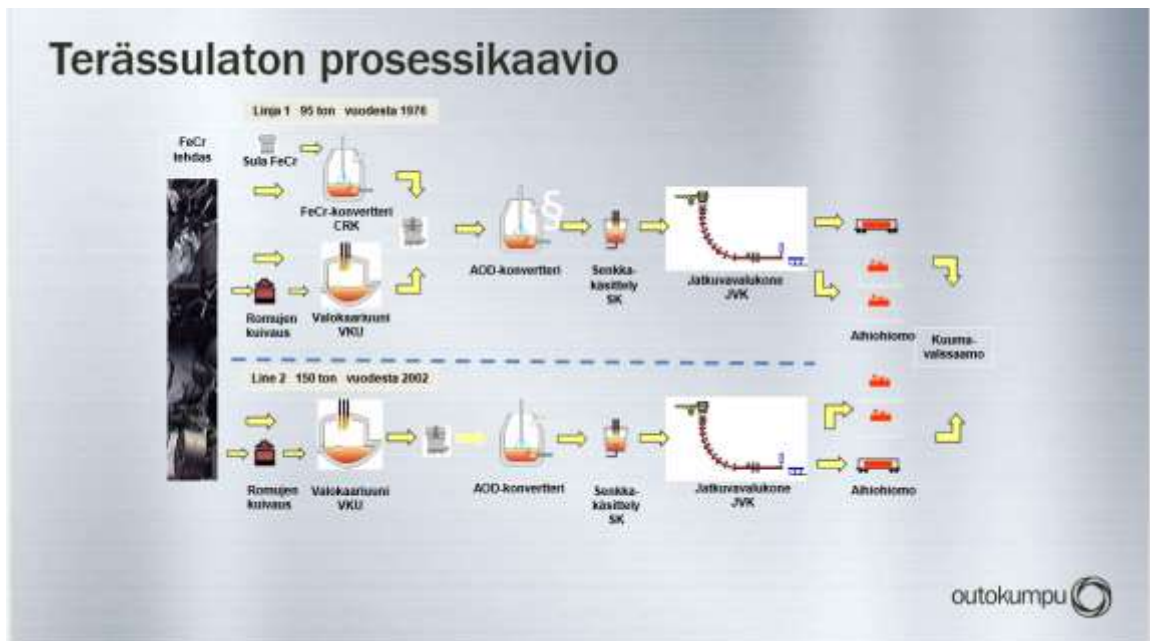 Terässulaton prosessikaavio
Linja 1 95 ton vuodesta 1976
FeCr
tehdas
Sula FeCr
FeCr-konvertteri
CRK
§
AOD-konvertteri
Senkka-
käsittely
SK
Jatkuvavalukone
JVK
Romujen
kuivaus
Valokaariuuni
VKU
Aihiohiomo
Kuuma-
valssaamo
Line 2 150 ton vuodesta 2002
Romujen
kuivaus
Valokaariuuni
VKU
AOD-konvertteri
Senkka-
käsittely
SK
Jatkuvavalukone
JVK
Aihiohiomo
outokumpu